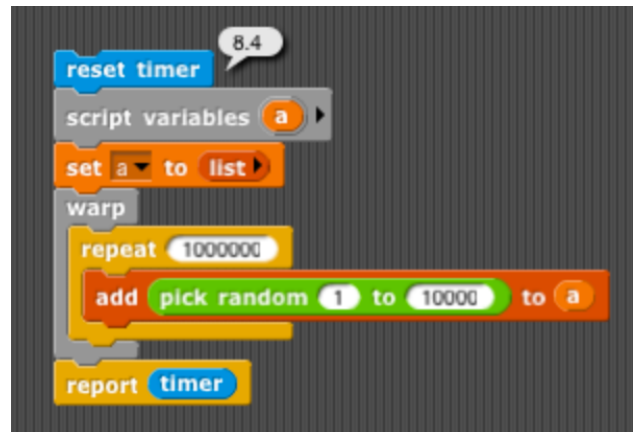 8.4
reset timer
script variables a
set a to list
warp
repeat 1000000
add pick random 1 to 10000 to a
report timer